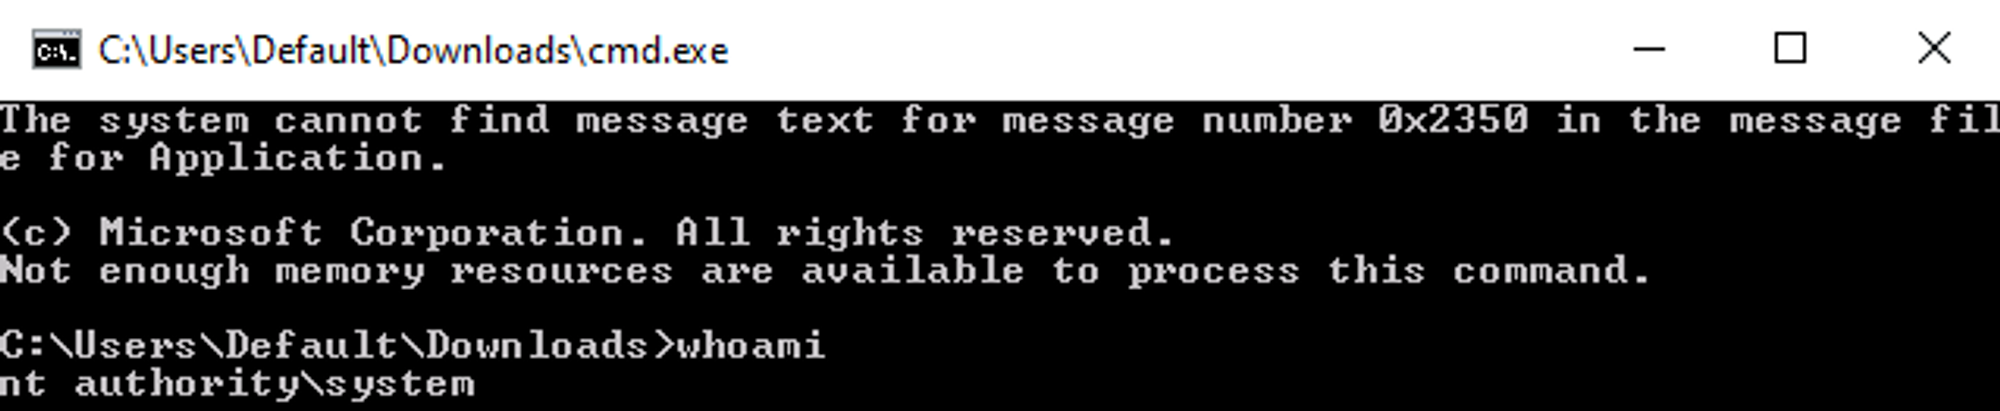 C:\Users\Default\Downloads\cmd.exe
The system cannot find message text for message number 0x2350 in the message fil
e for Application.
(c) Microsoft Corporation. All rights reserved.
Not enough memory resources are available to process this command.
C:\Users\Default\Downloads>whoami
nt authority\system